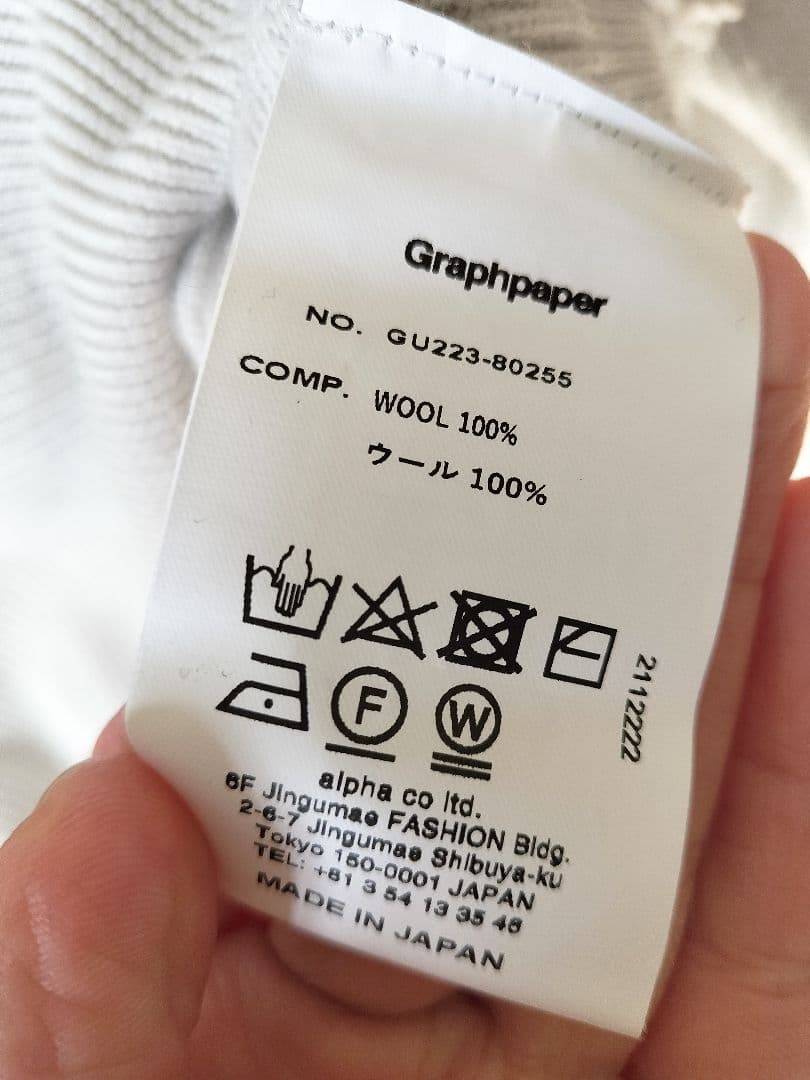 Graphpaper
NO. GU223-80255
COMP. WOOL 100%
ウール 100%
F W
2112222
alpha co ltd.
6F Jingumae FASHION Bldg.
2-6-7 Jingumae Shibuya-ku
Tokyo 150-0001 JAPAN
TEL: +81 3 54 13 35 48
MADE IN JAPAN